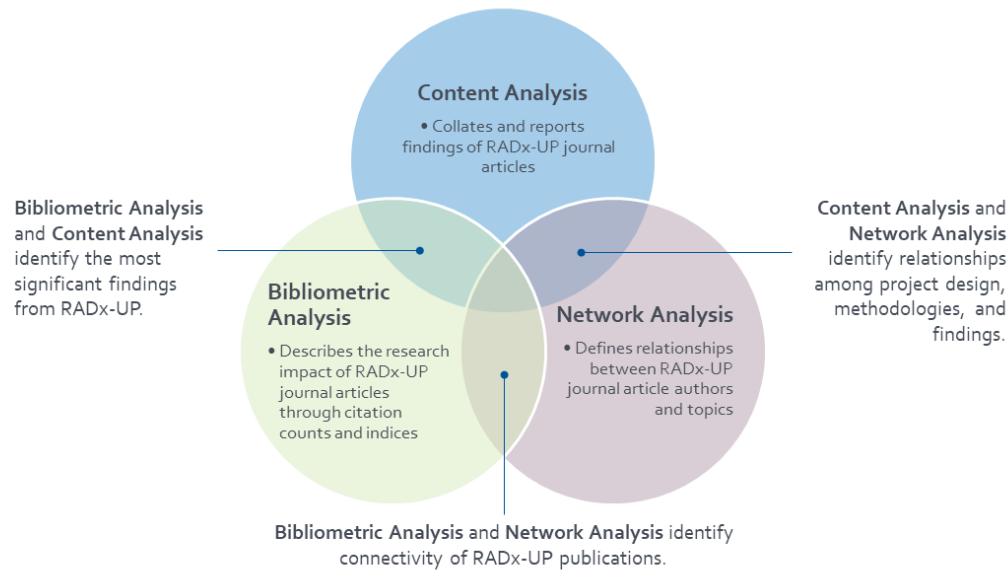 Content Analysis
• Collates and reports
findings of RADx-UP journal
articles
Bibliometric Analysis
and Content Analysis
identify the most
significant findings
from RADx-UP.
Content Analysis and
Network Analysis
identify relationships
among project design,
methodologies, and
findings.
Bibliometric
Analysis
• Describes the research
impact of RADx-UP
journal articles
through citation
counts and indices
Network Analysis
• Defines relationships
between RADx-UP
journal article authors
and topics
Bibliometric Analysis and Network Analysis identify
connectivity of RADx-UP publications.